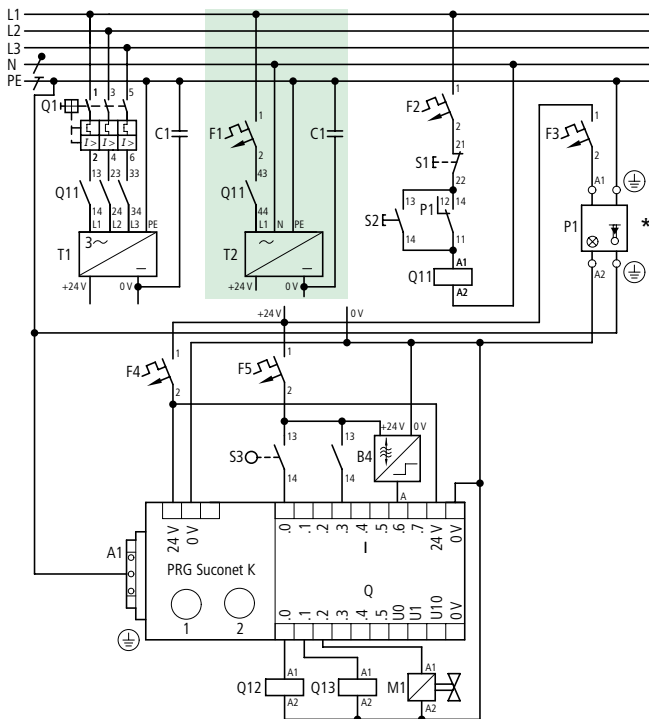 L1
L2
L3
N
PE
Q1
1 3 5
I> I> I>
2 4 6
13 23 33
Q11
14 24 34
L1 L2 L3 PE
3~
T1
+24 V 0 V
C1
F1
1
2
43
Q11
44
L1 N PE
~
T2
+24 V 0 V
C1
F2
1
2
21
S1
22
13
S2
14
P1
12 14
11
Q11
A1
A2
F3
1
2
A1
P1
*
A2
+24 V 0 V
F4
1
2
F5
1
2
S3
13
14
13
14
+24 V 0 V
B4
A
A1
24 V
0 V
PRG Suconet K
1 2
.0 .1 .2 .3 .4 .5 .6 .7 24 V 0 V
I
Q
.0 .1 .2 .3 .4 .5 U0 U1 U10 0 V
Q12
A1
A2
Q13
A1
A2
M1
A1
A2